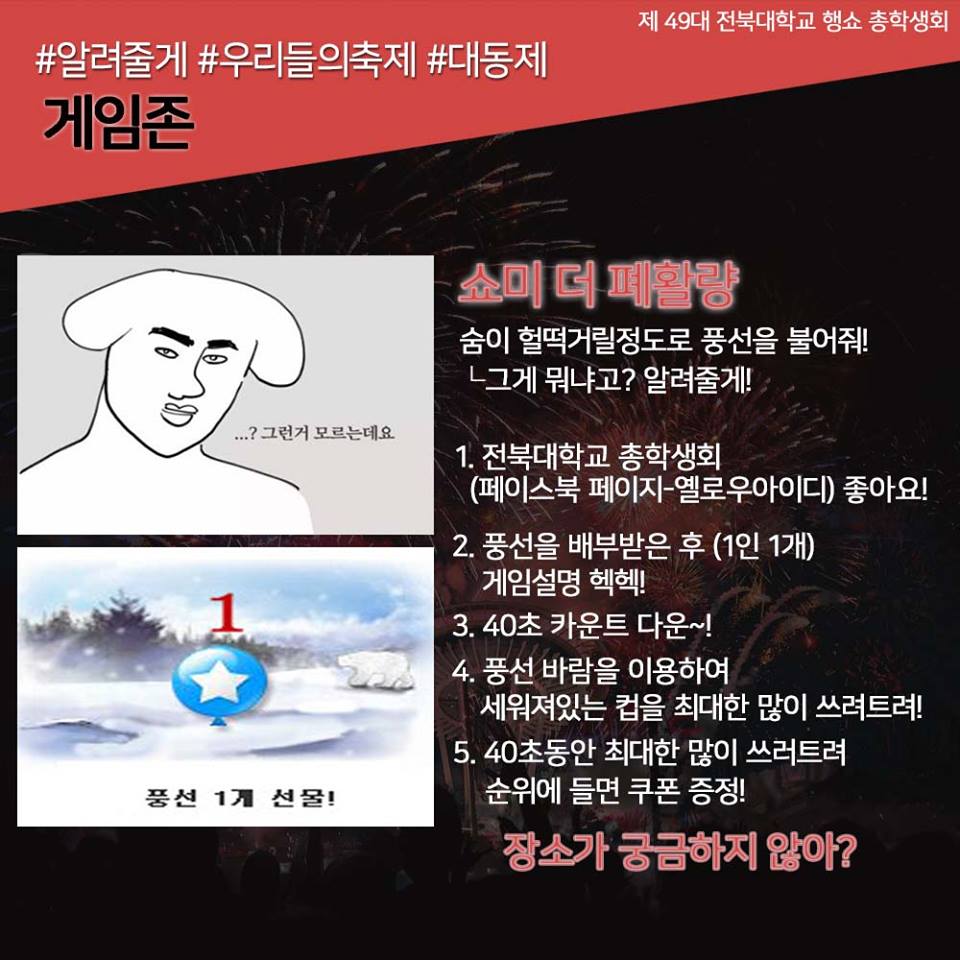 제 49대 전북대학교 행쇼 총학생회
#알려줄게 #우리들의축제 #대동제
게임존
...? 그런거 모르는데요
1
풍선 1개 선물!
쇼미 더 폐활량
숨이 헐떡거릴정도로 풍선을 불어줘!
└그게 뭐냐고? 알려줄게!
1. 전북대학교 총학생회
(페이스북 페이지-옐로우아이디) 좋아요!
2. 풍선을 배부받은 후 (1인 1개)
게임설명 헥헥!
3. 40초 카운트 다운~!
4. 풍선 바람을 이용하여
세워져있는 컵을 최대한 많이 쓰려트려!
5. 40초동안 최대한 많이 쓰러트려
순위에 들면 쿠폰 증정!
장소가 궁금하지 않아?